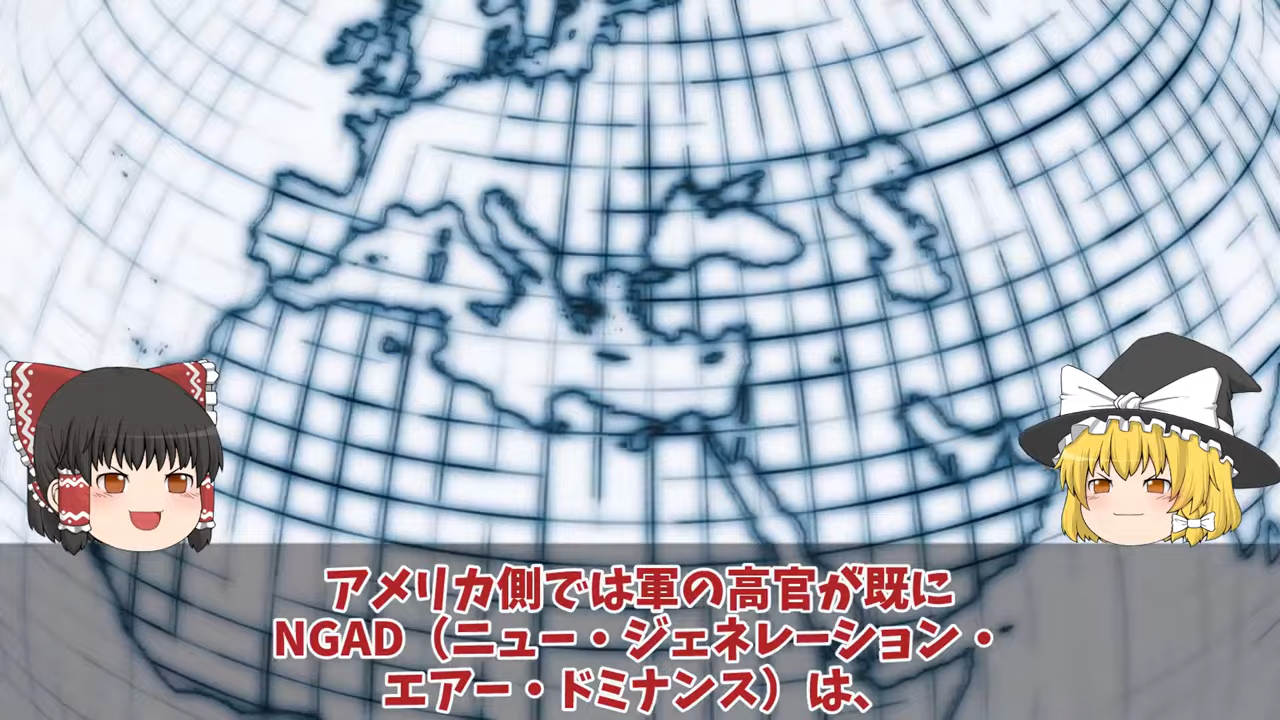 アメリカ側では軍の高官が既に
NGAD（ニュー・ジェネレーション・
エアー・ドミナンス）は、